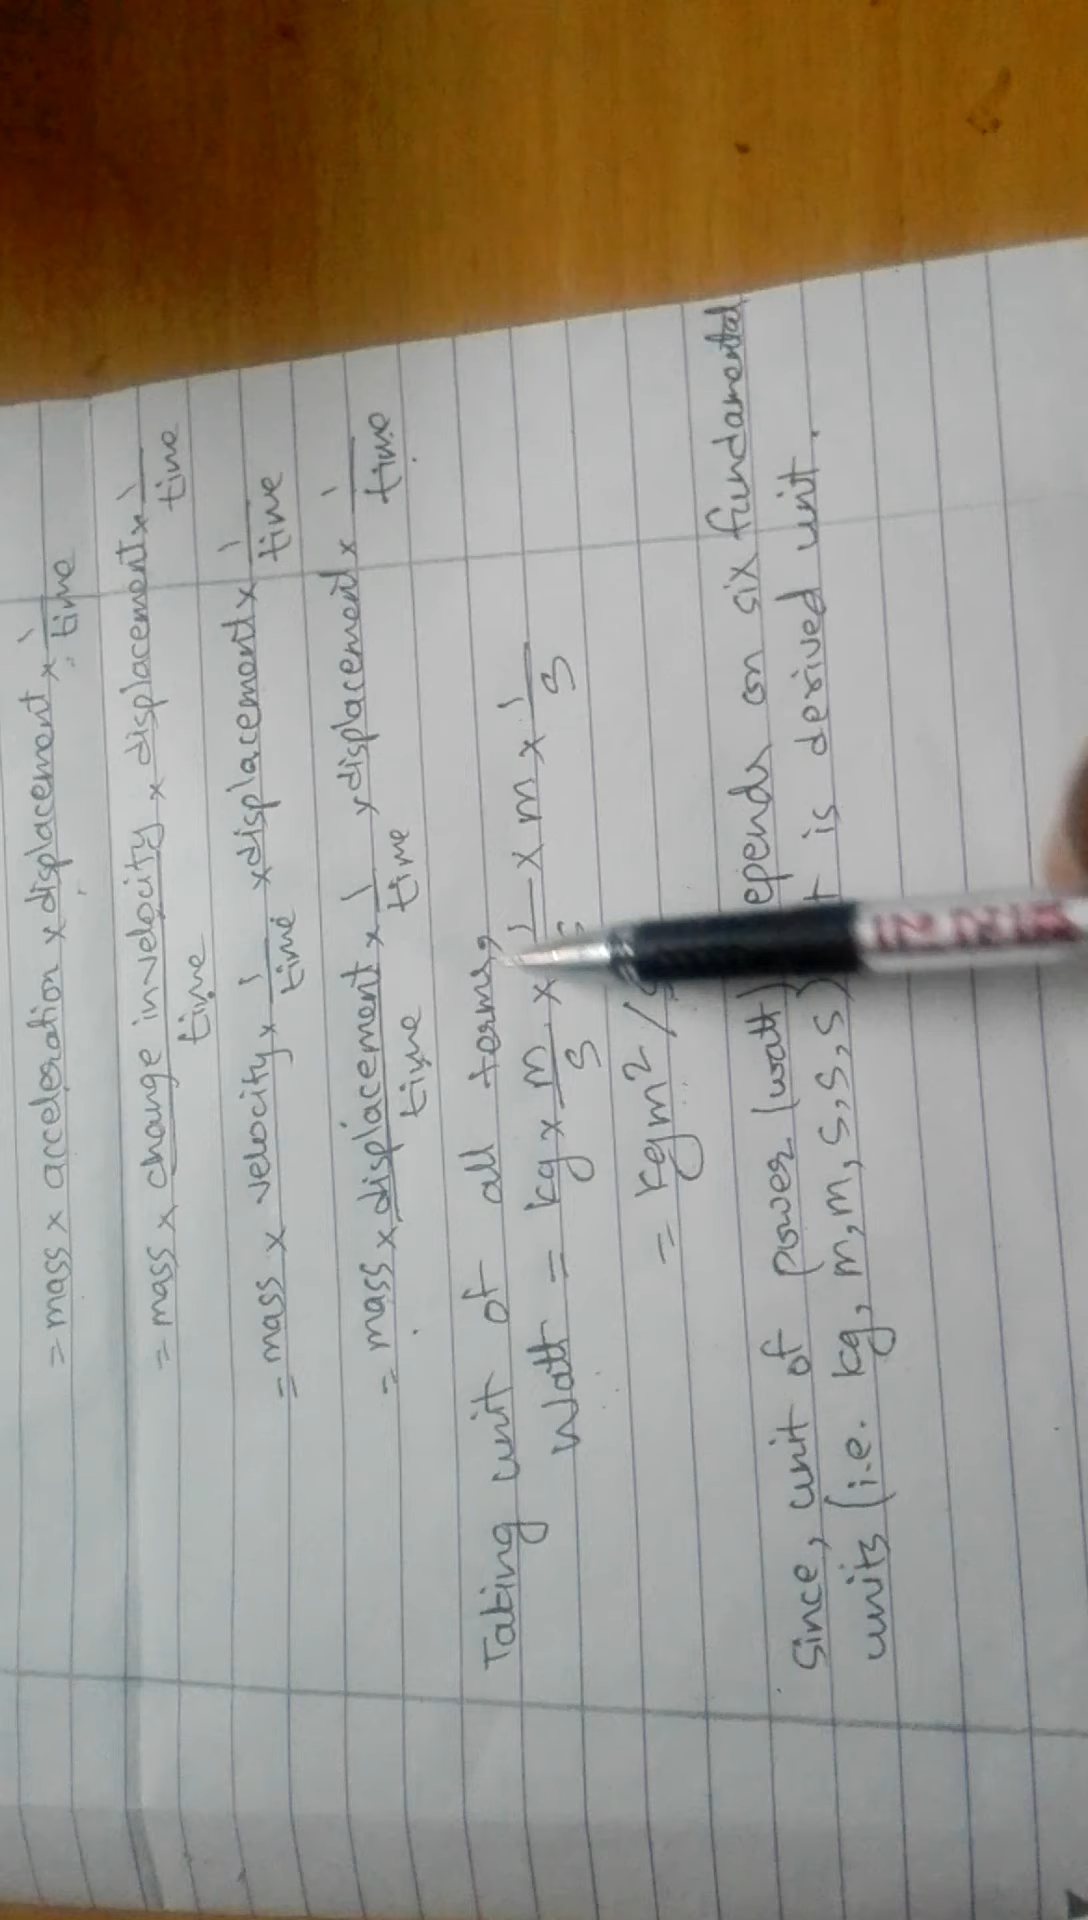 = mass x acceleration x displacement x 1/time
= mass x change in velocity/time x displacement x 1/time
= mass x velocity x 1/time x displacement x 1/time
= mass x displacement/time x 1/time x displacement x 1/time
Taking unit of all terms,
Watt = kg x m/s x 1/s x m x 1/s
= kgm²/
Since, unit of power (watt) epends on six fundamental
units (i.e. kg, m, m, s, s, s) t is derived unit.